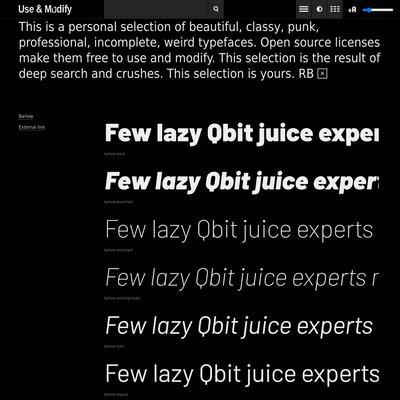 Use & Modify
aA
This is a personal selection of beautiful, classy, punk,
professional, incomplete, weird typefaces. Open source licenses
make them free to use and modify. This selection is the result of
deep search and crushes. This selection is yours. RB
Barlow
External link
Few lazy Qbit juice exper
barlow-black
Few lazy Qbit juice exper
barlow-blackitalic
Few lazy Qbit juice experts
barlow-extralight
Few lazy Qbit juice experts r
barlow-extralightitalic
Few lazy Qbit juice experts
barlow-italic
Few lazy Qbit juice experts
barlow-regular